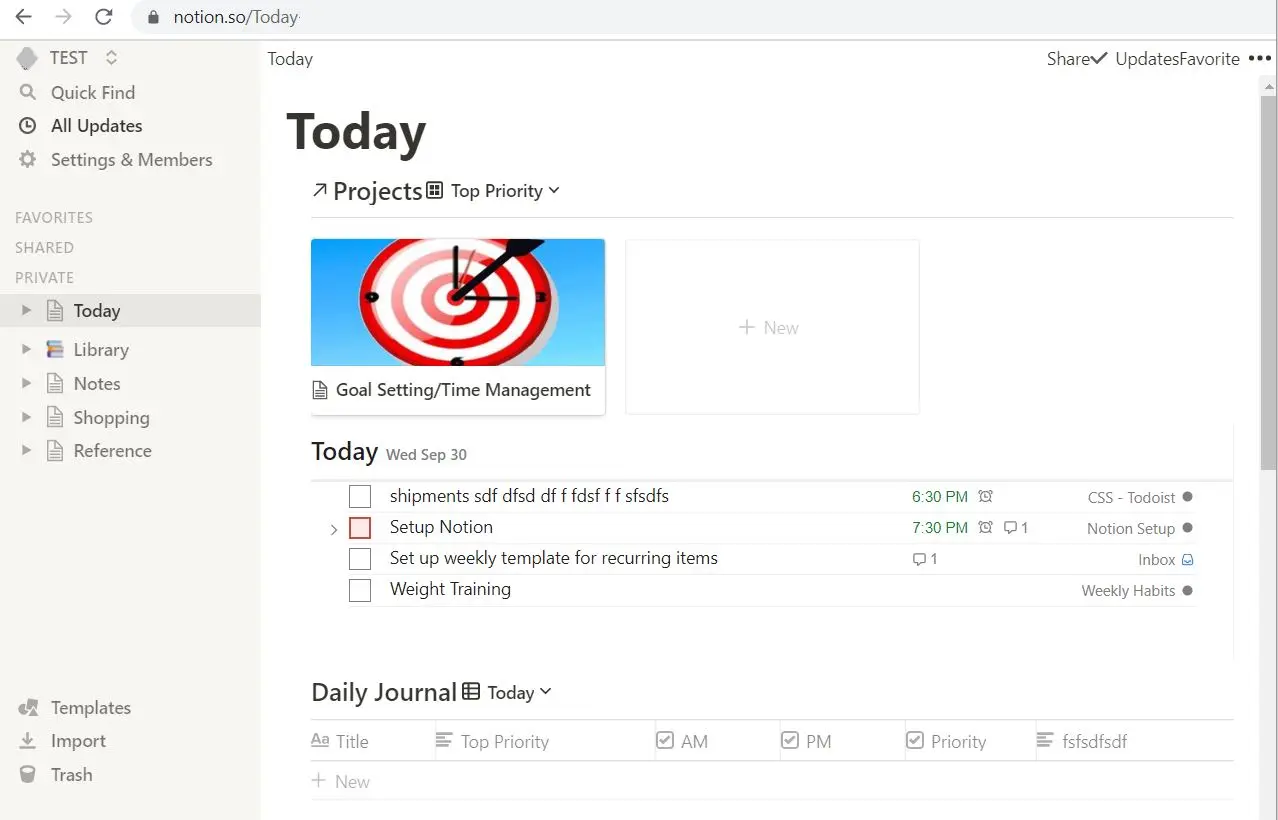 notion.so/Today
TEST
Quick Find
All Updates
Settings & Members
FAVORITES
SHARED
PRIVATE
Today
Library
Notes
Shopping
Reference
Templates
Import
Trash
Today
Share Updates Favorite
Today
Projects Top Priority
Goal Setting/Time Management
New
Today Wed Sep 30
shipments sdf dfsd df f fdsf f f sfsdfs 6:30 PM CSS - Todoist
Setup Notion 7:30 PM 1 Notion Setup
Set up weekly template for recurring items 1 Inbox
Weight Training Weekly Habits
Daily Journal Today
Aa Title Top Priority AM PM Priority fsfsdfsdf
New